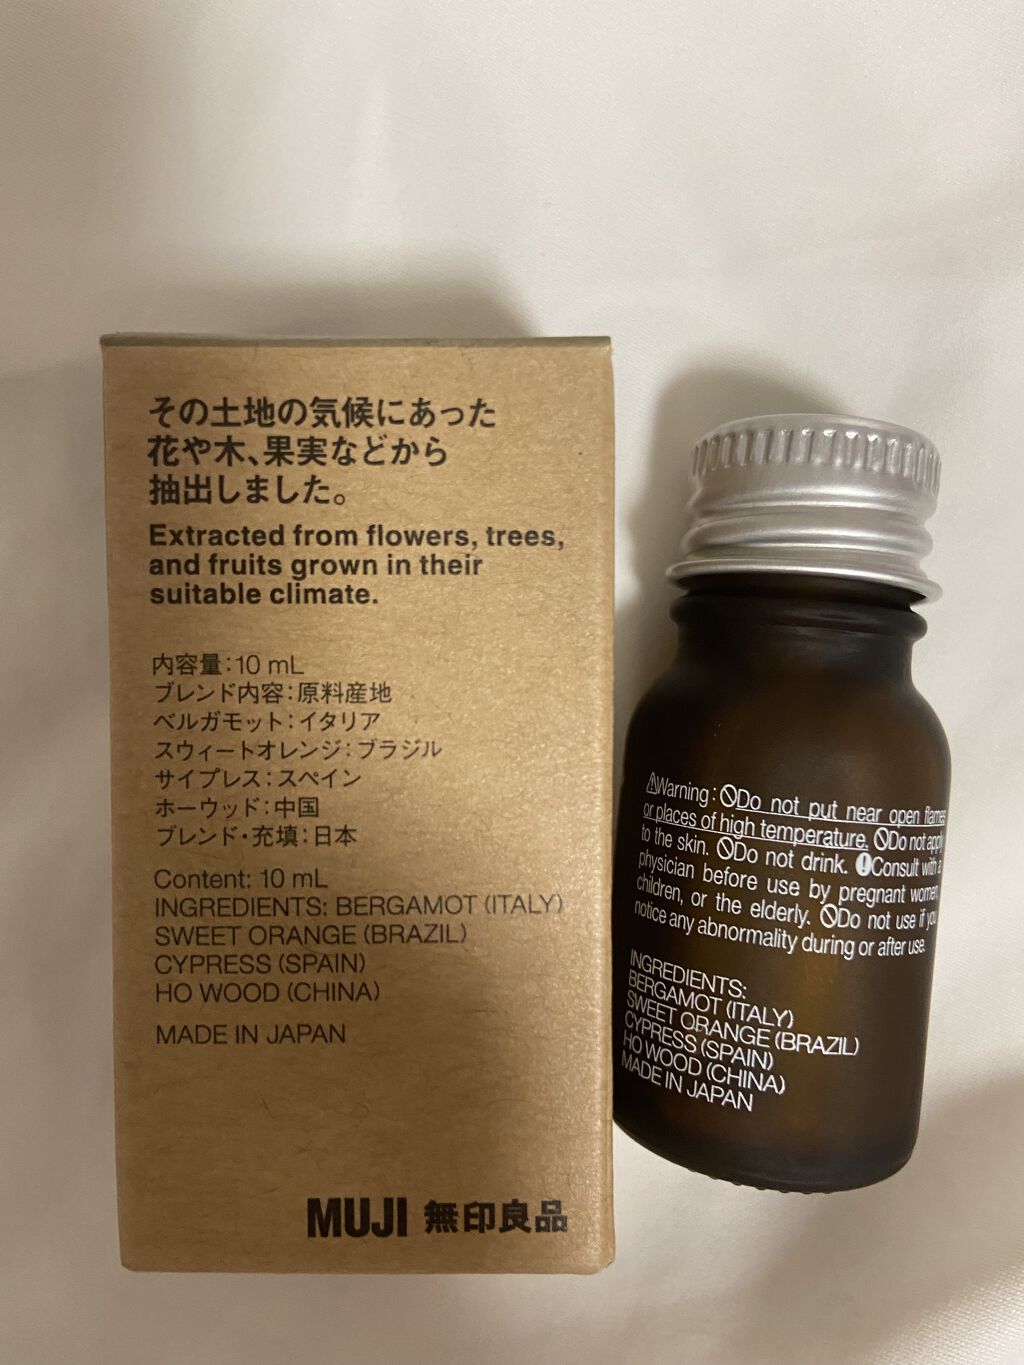 その土地の気候にあった
花や木、果実などから
抽出しました。
Extracted from flowers, trees,
and fruits grown in their
suitable climate.
内容量：10 mL
ブレンド内容：原料産地
ベルガモット：イタリア
スウィートオレンジ：ブラジル
サイプレス：スペイン
ホーウッド：中国
ブレンド・充填：日本
Content: 10 mL
INGREDIENTS: BERGAMOT (ITALY)
SWEET ORANGE (BRAZIL)
CYPRESS (SPAIN)
HO WOOD (CHINA)
MADE IN JAPAN
MUJI 無印良品
⚠Warning : 🚫Do not put near open flames
or places of high temperature. 🚫Do not apply
to the skin. 🚫Do not drink. ❗Consult with a
physician before use by pregnant women,
children, or the elderly. 🚫Do not use if you
notice any abnormality during or after use.
INGREDIENTS:
BERGAMOT (ITALY)
SWEET ORANGE (BRAZIL)
CYPRESS (SPAIN)
HO WOOD (CHINA)
MADE IN JAPAN